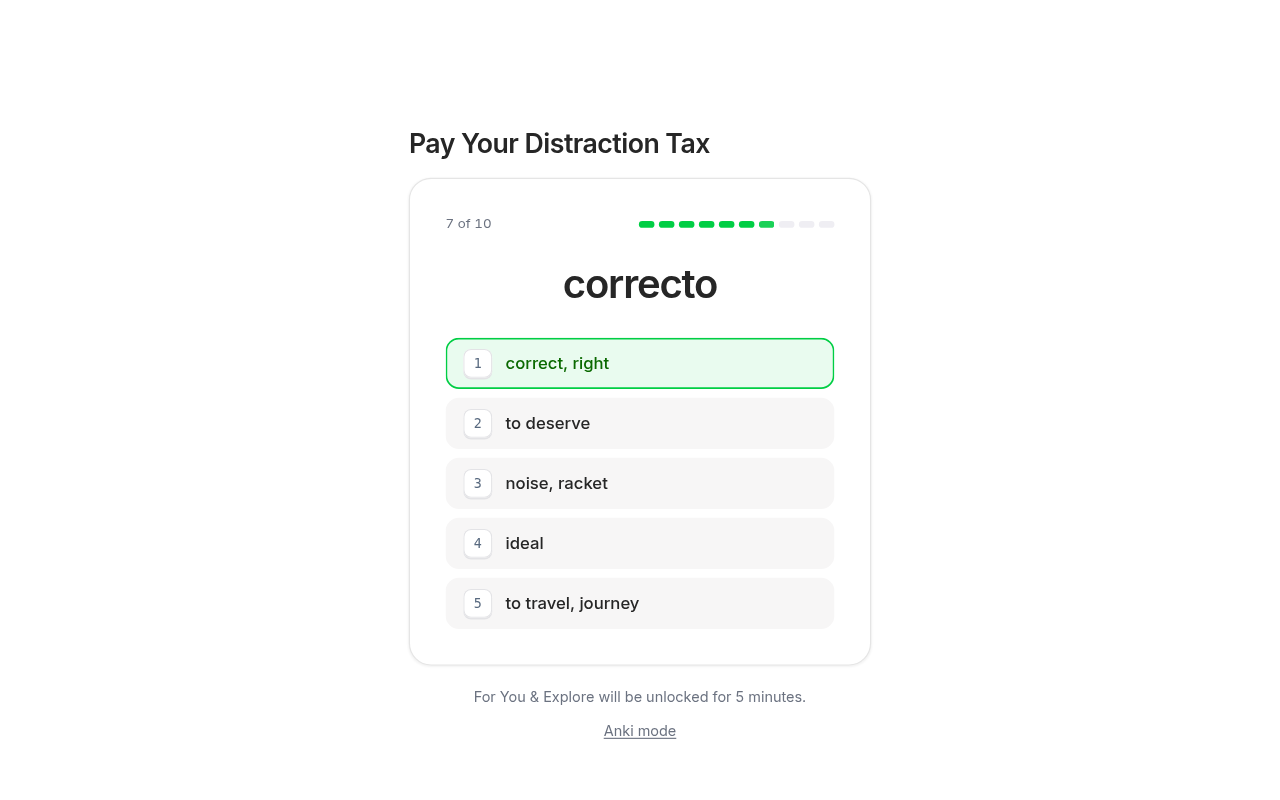 Pay Your Distraction Tax
7 of 10
correcto
1 correct, right
2 to deserve
3 noise, racket
4 ideal
5 to travel, journey
For You & Explore will be unlocked for 5 minutes.
Anki mode